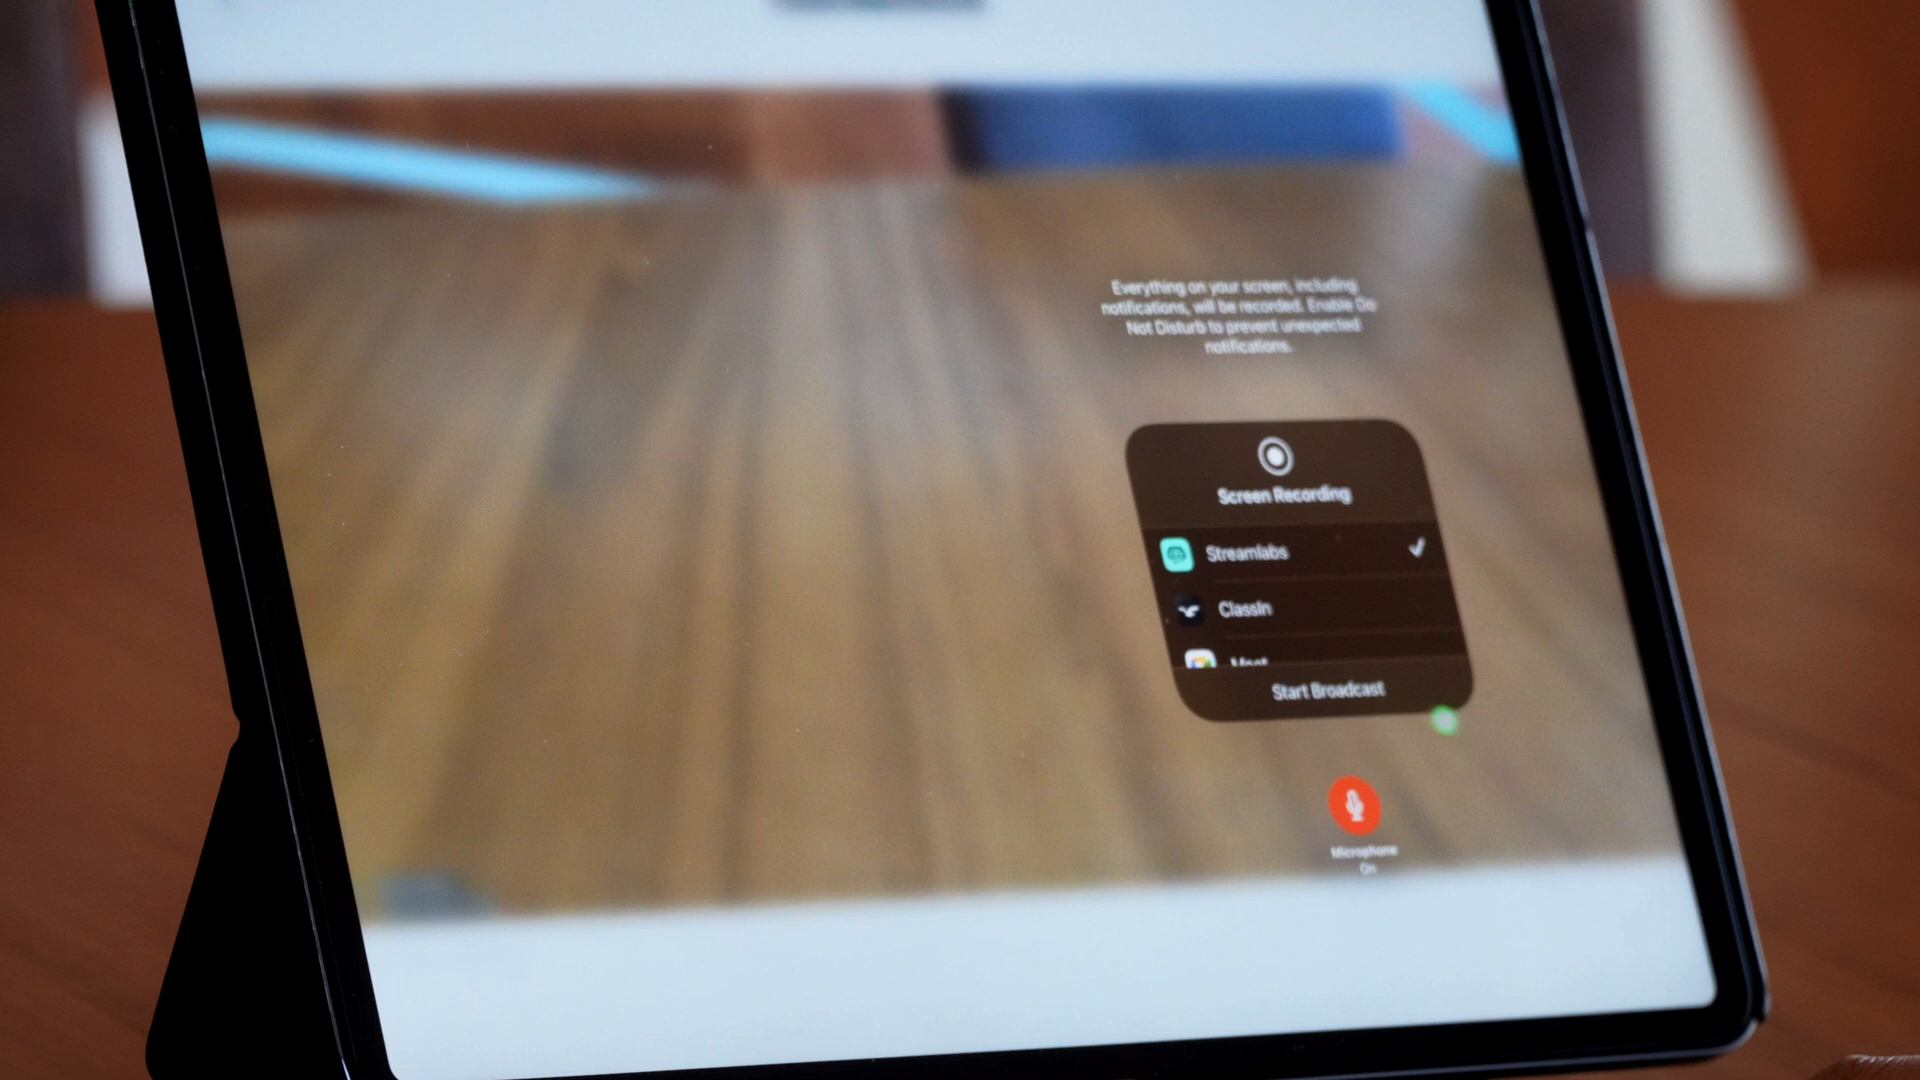 Everything on your screen, including
notifications, will be recorded. Enable Do
Not Disturb to prevent unexpected
notifications.
Screen Recording
Streamlabs
ClassIn
Meet
Start Broadcast
Microphone
On